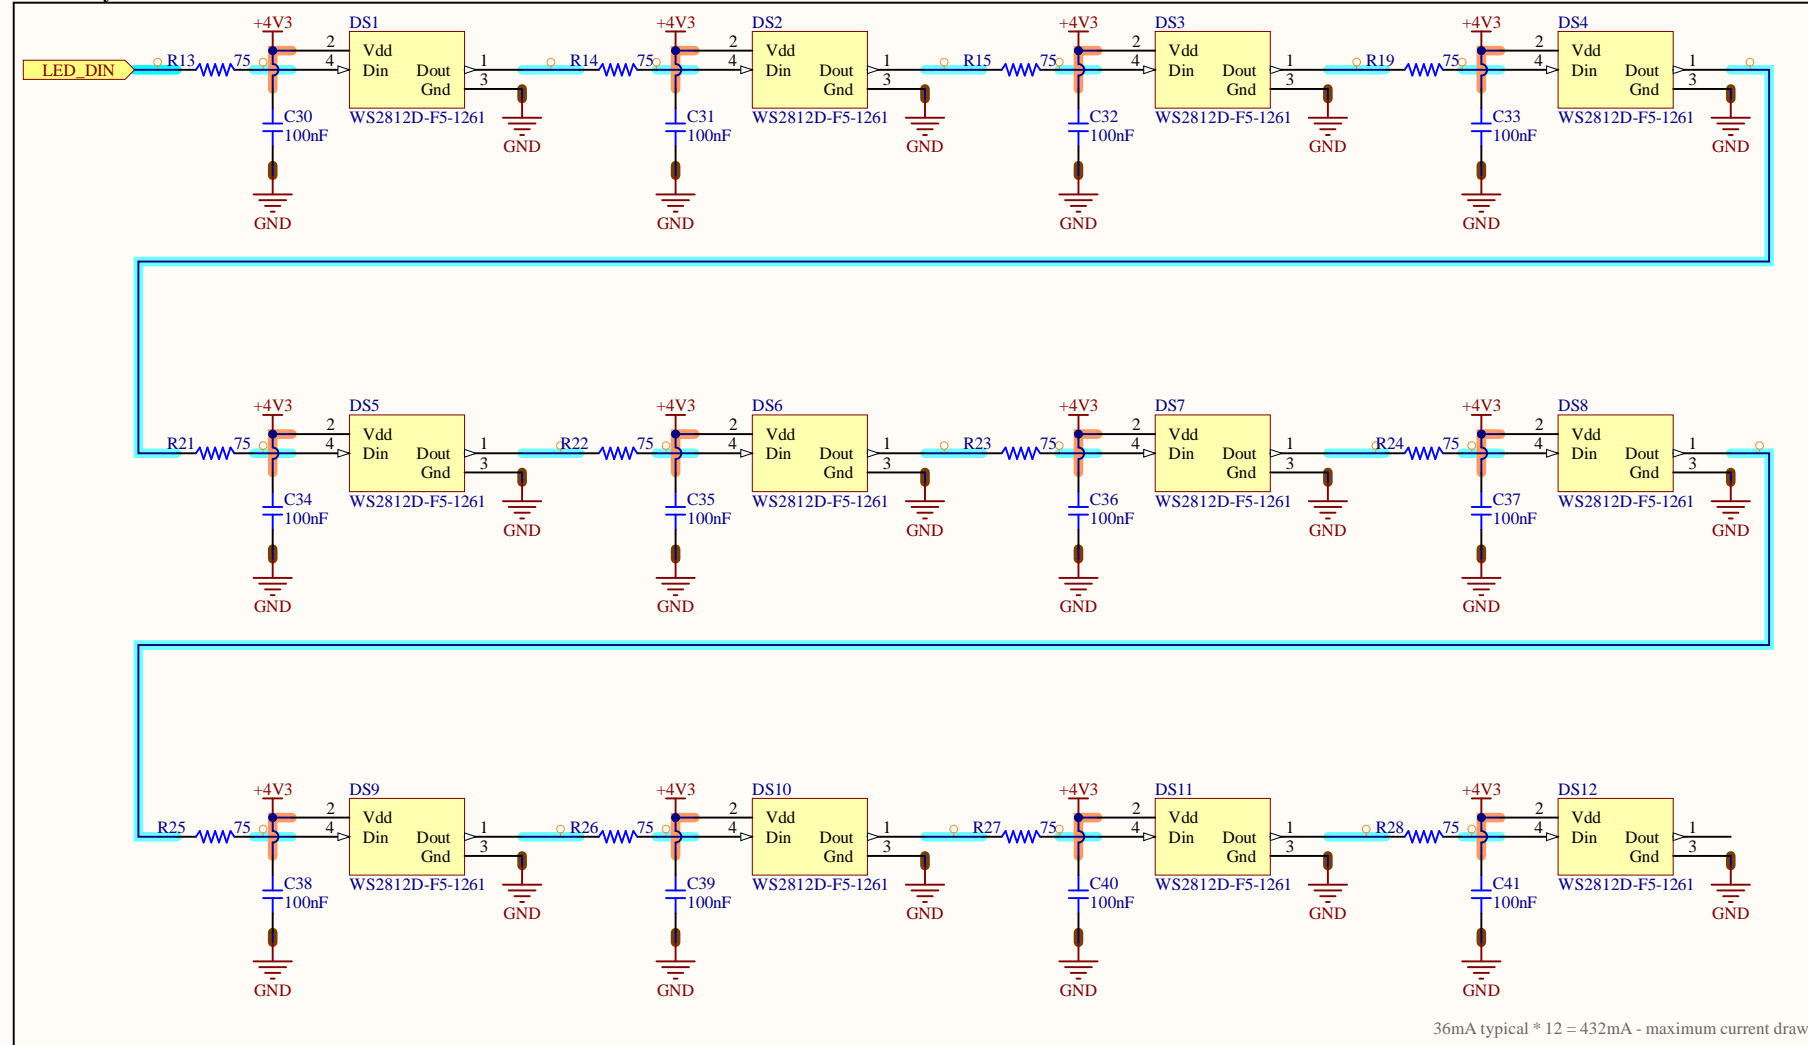 +4V3 DS1 +4V3 DS2 +4V3 DS3 +4V3 DS4
2 Vdd 2 Vdd 2 Vdd 2 Vdd
LED_DIN R13 75 4 Din Dout 1 R14 75 4 Din Dout 1 R15 75 4 Din Dout 1 R19 75 4 Din Dout 1
Gnd 3 Gnd 3 Gnd 3 Gnd 3
C30 WS2812D-F5-1261 C31 WS2812D-F5-1261 C32 WS2812D-F5-1261 C33 WS2812D-F5-1261
100nF GND 100nF GND 100nF GND 100nF GND
GND GND GND GND
+4V3 DS5 +4V3 DS6 +4V3 DS7 +4V3 DS8
2 Vdd 2 Vdd 2 Vdd 2 Vdd
R21 75 4 Din Dout 1 R22 75 4 Din Dout 1 R23 75 4 Din Dout 1 R24 75 4 Din Dout 1
Gnd 3 Gnd 3 Gnd 3 Gnd 3
C34 WS2812D-F5-1261 C35 WS2812D-F5-1261 C36 WS2812D-F5-1261 C37 WS2812D-F5-1261
100nF GND 100nF GND 100nF GND 100nF GND
GND GND GND GND
+4V3 DS9 +4V3 DS10 +4V3 DS11 +4V3 DS12
2 Vdd 2 Vdd 2 Vdd 2 Vdd
R25 75 4 Din Dout 1 R26 75 4 Din Dout 1 R27 75 4 Din Dout 1 R28 75 4 Din Dout 1
Gnd 3 Gnd 3 Gnd 3 Gnd 3
C38 WS2812D-F5-1261 C39 WS2812D-F5-1261 C40 WS2812D-F5-1261 C41 WS2812D-F5-1261
100nF GND 100nF GND 100nF GND 100nF GND
GND GND GND GND
36mA typical * 12 = 432mA - maximum current draw